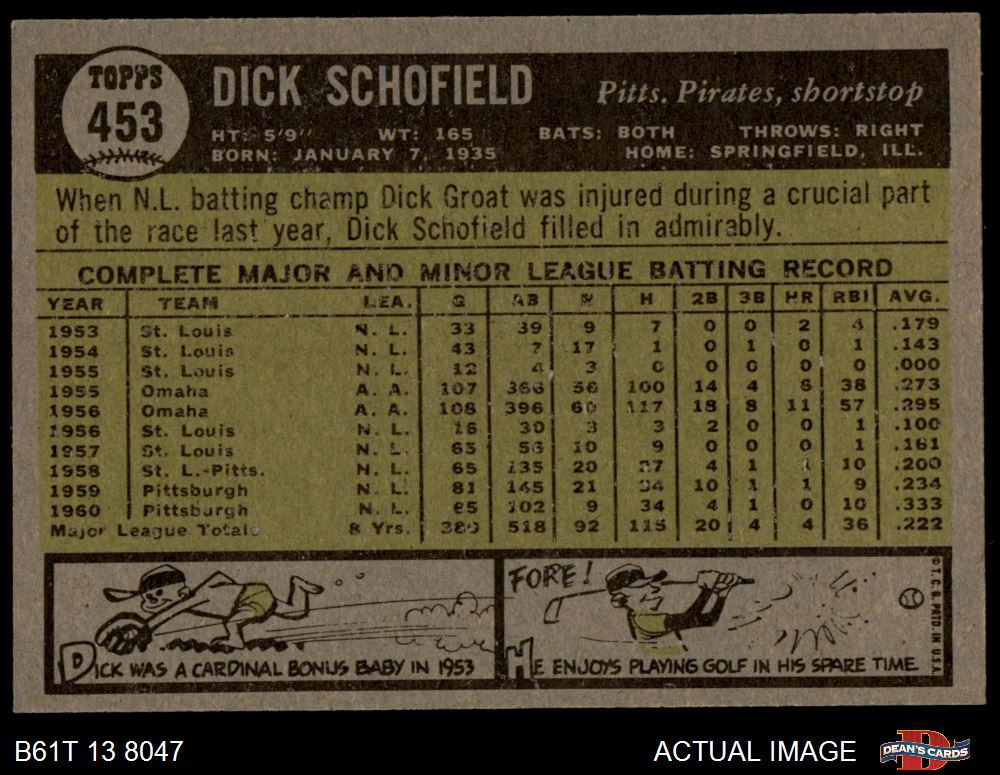 TOPPS
453
DICK SCHOFIELD
Pitts. Pirates, shortstop
HT: 5'9" WT: 165 BATS: BOTH THROWS: RIGHT
BORN: JANUARY 7, 1935 HOME: SPRINGFIELD, ILL.
When N.L. batting champ Dick Groat was injured during a crucial part
of the race last year, Dick Schofield filled in admirably.
COMPLETE MAJOR AND MINOR LEAGUE BATTING RECORD
YEAR TEAM LEA. G AB R H 2B 3B HR RBI AVG.
1953 St. Louis N. L. 33 39 9 7 0 0 2 4 .179
1954 St. Louis N. L. 43 7 17 1 0 1 0 1 .143
1955 St. Louis N. L. 12 4 3 0 0 0 0 0 .000
1955 Omaha A. A. 107 366 56 100 14 4 6 38 .273
1956 Omaha A. A. 108 396 60 117 18 8 11 57 .295
1956 St. Louis N. L. 16 30 3 3 2 0 0 1 .100
1957 St. Louis N. L. 65 56 10 9 0 0 0 1 .161
1958 St. L.-Pitts. N. L. 65 135 20 27 4 1 1 10 .200
1959 Pittsburgh N. L. 81 145 21 34 10 1 1 9 .234
1960 Pittsburgh N. L. 65 102 9 34 4 1 0 10 .333
Major League Totals 8 Yrs. 380 518 92 115 20 4 4 36 .222
DICK WAS A CARDINAL BONUS BABY IN 1953
FORE!
HE ENJOYS PLAYING GOLF IN HIS SPARE TIME.
© T. C. G. PRTD. IN U.S.A.
B61T 13 8047
ACTUAL IMAGE
DEAN'S CARDS